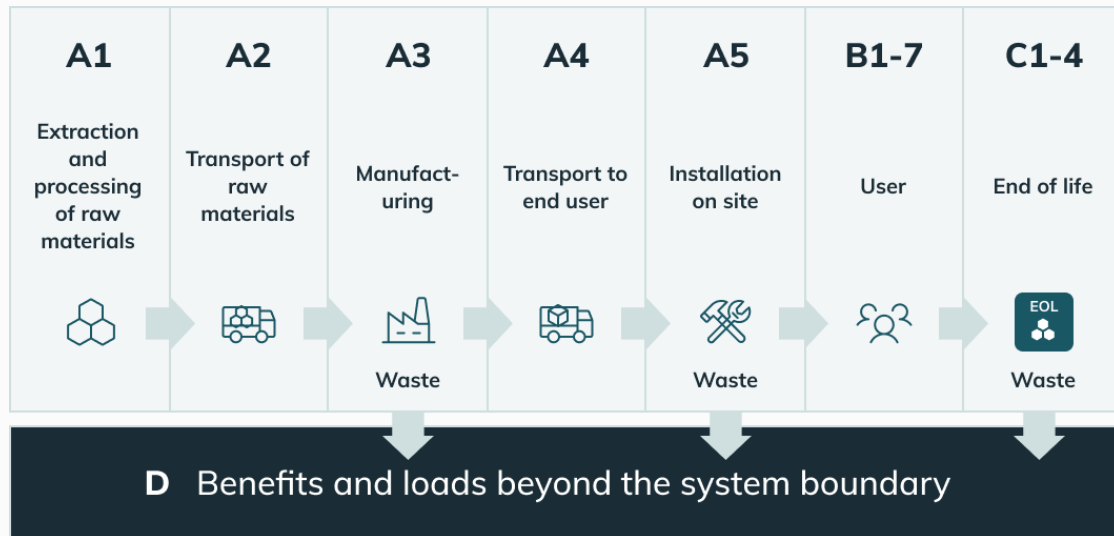 A1
Extraction
and
processing
of raw
materials
A2
Transport of
raw
materials
A3
Manufact-
uring
Waste
A4
Transport to
end user
A5
Installation
on site
Waste
B1-7
User
C1-4
End of life
EOL
Waste
D Benefits and loads beyond the system boundary